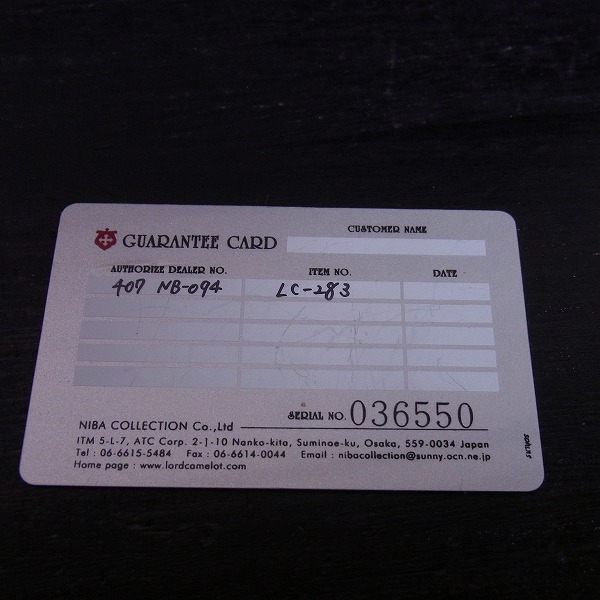 CUSTOMER NAME
GUARANTEE CARD
AUTHORIZE DEALER NO. ITEM NO. DATE
407 NB-094 LC-283
SERIAL NO. 036550
NIBA COLLECTION Co.,Ltd
ITM 5-L-7, ATC Corp. 2-1-10 Nanko-kita, Suminoe-ku, Osaka, 559-0034 Japan
Tel : 06-6615-5484 Fax : 06-6614-0044 Email : nibacollection@sunny.ocn.ne.jp
Home page : www.lordcamelot.com